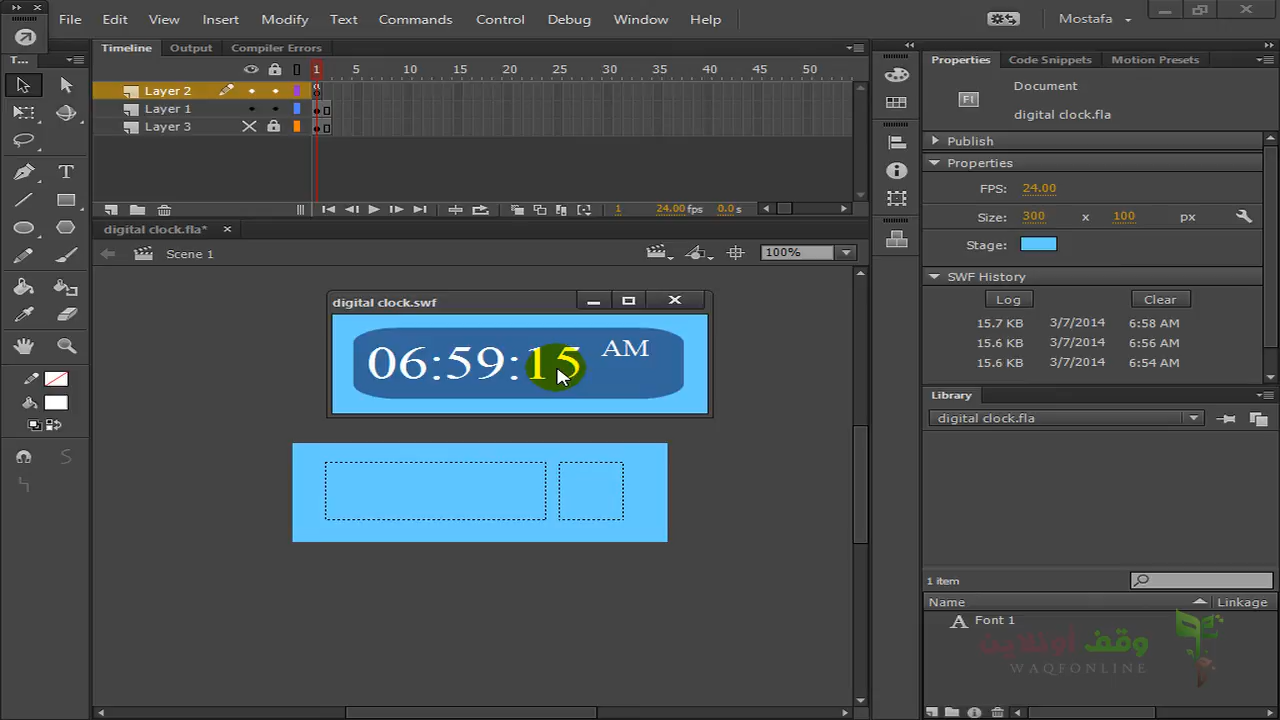 File Edit View Insert Modify Text Commands Control Debug Window Help Mostafa
Timeline Output Compiler Errors
T...
1 5 10 15 20 25 30 35 40 45 50
Layer 2
Layer 1
Layer 3
1 24.00 fps 0.0 s
digital clock.fla*
Scene 1
100%
digital clock.swf
06:59:15 AM
Properties Code Snippets Motion Presets
Fl
Document
digital clock.fla
Publish
Properties
FPS: 24.00
Size: 300 x 100 px
Stage:
SWF History
Log Clear
15.7 KB 3/7/2014 6:58 AM
15.6 KB 3/7/2014 6:56 AM
15.6 KB 3/7/2014 6:54 AM
Library
digital clock.fla
1 item
Name Linkage
A Font 1
وقف أونلاين
WAQFONLINE